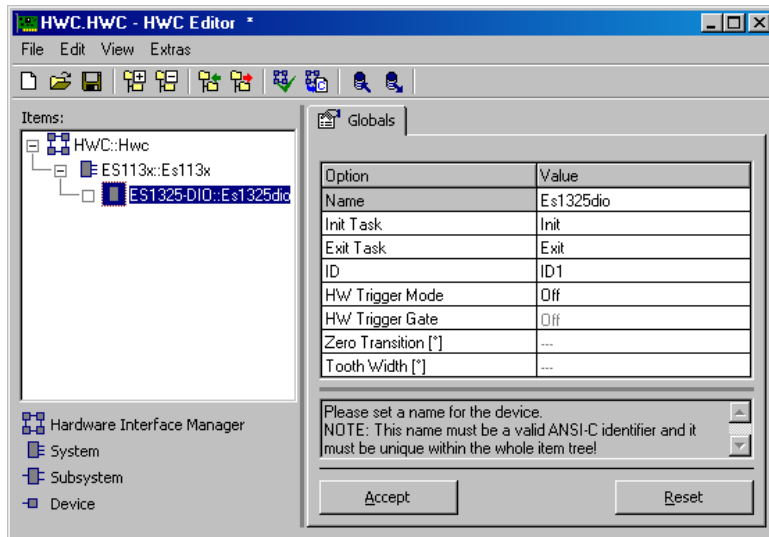 HWC.HWC - HWC Editor *
File Edit View Extras
Items:
HWC::Hwc
ES113x::Es113x
ES1325-DIO::Es1325dio
Hardware Interface Manager
System
Subsystem
Device
Globals
Option Value
Name Es1325dio
Init Task Init
Exit Task Exit
ID ID1
HW Trigger Mode Off
HW Trigger Gate Off
Zero Transition [°] ---
Tooth Width [°] ---
Please set a name for the device.
NOTE: This name must be a valid ANSI-C identifier and it
must be unique within the whole item tree!
Accept Reset